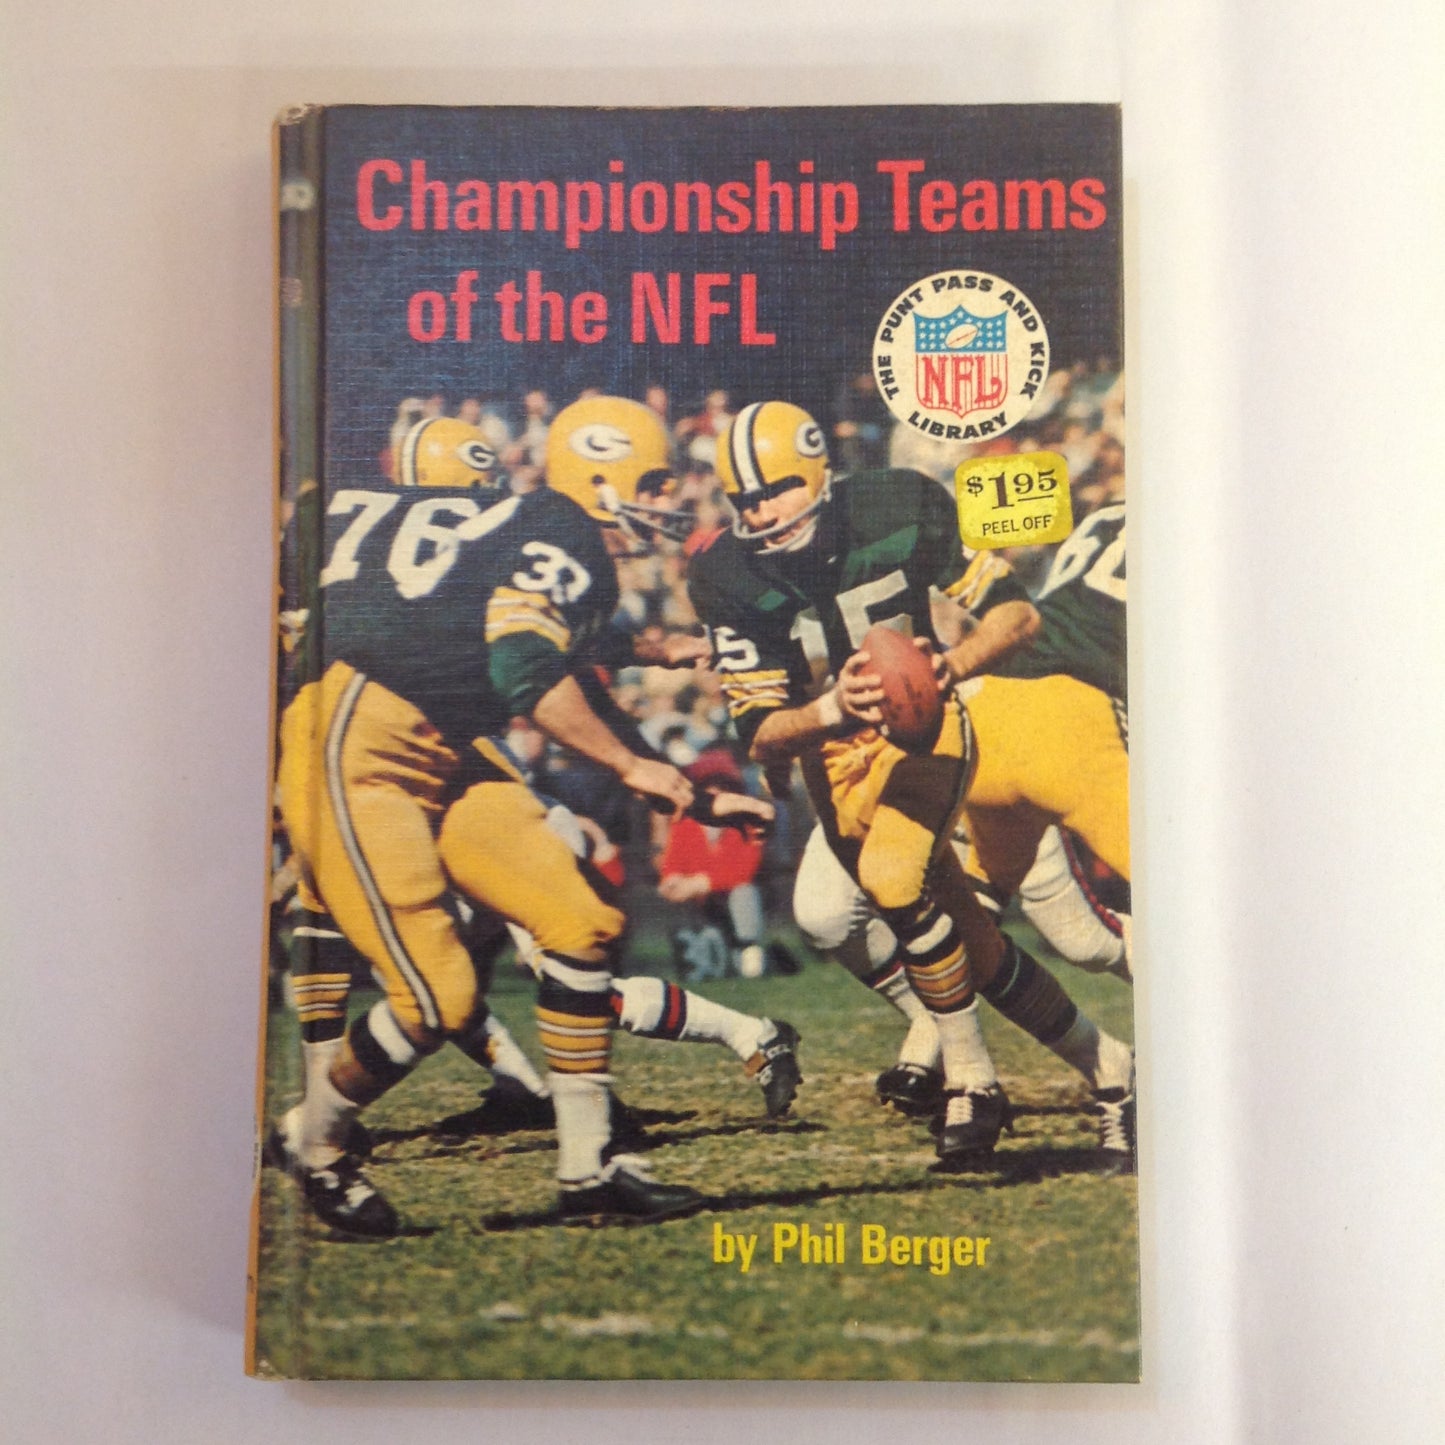 Championship Teams
of the NFL
THE PUNT PASS AND KICK
LIBRARY
NFL
$1.95
PEEL OFF
76
15
15
30
by Phil Berger